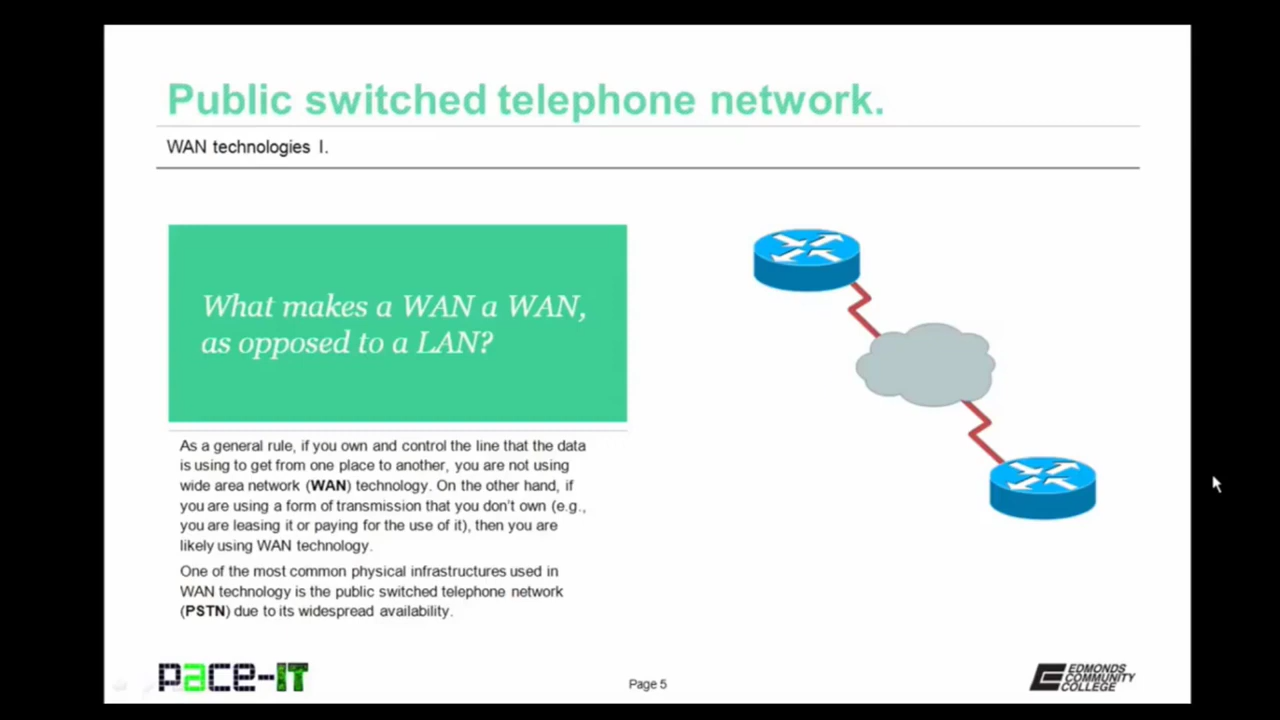 Public switched telephone network.
WAN technologies I.
What makes a WAN a WAN,
as opposed to a LAN?
As a general rule, if you own and control the line that the data
is using to get from one place to another, you are not using
wide area network (WAN) technology. On the other hand, if
you are using a form of transmission that you don't own (e.g.,
you are leasing it or paying for the use of it), then you are
likely using WAN technology.
One of the most common physical infrastructures used in
WAN technology is the public switched telephone network
(PSTN) due to its widespread availability.
pace-IT
Page 5
EDMONDS
COMMUNITY
COLLEGE